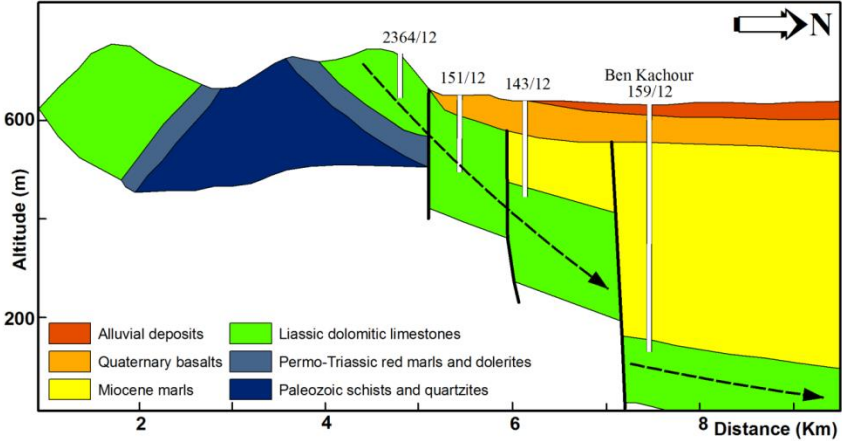 2364/12
N
151/12
143/12
Ben Kachour
159/12
600
Altitude (m)
200
Alluvial deposits
Liassic dolomitic limestones
Quaternary basalts
Permo-Triassic red marls and dolerites
Miocene marls
Paleozoic schists and quartzites
2
4
6
8
Distance (Km)